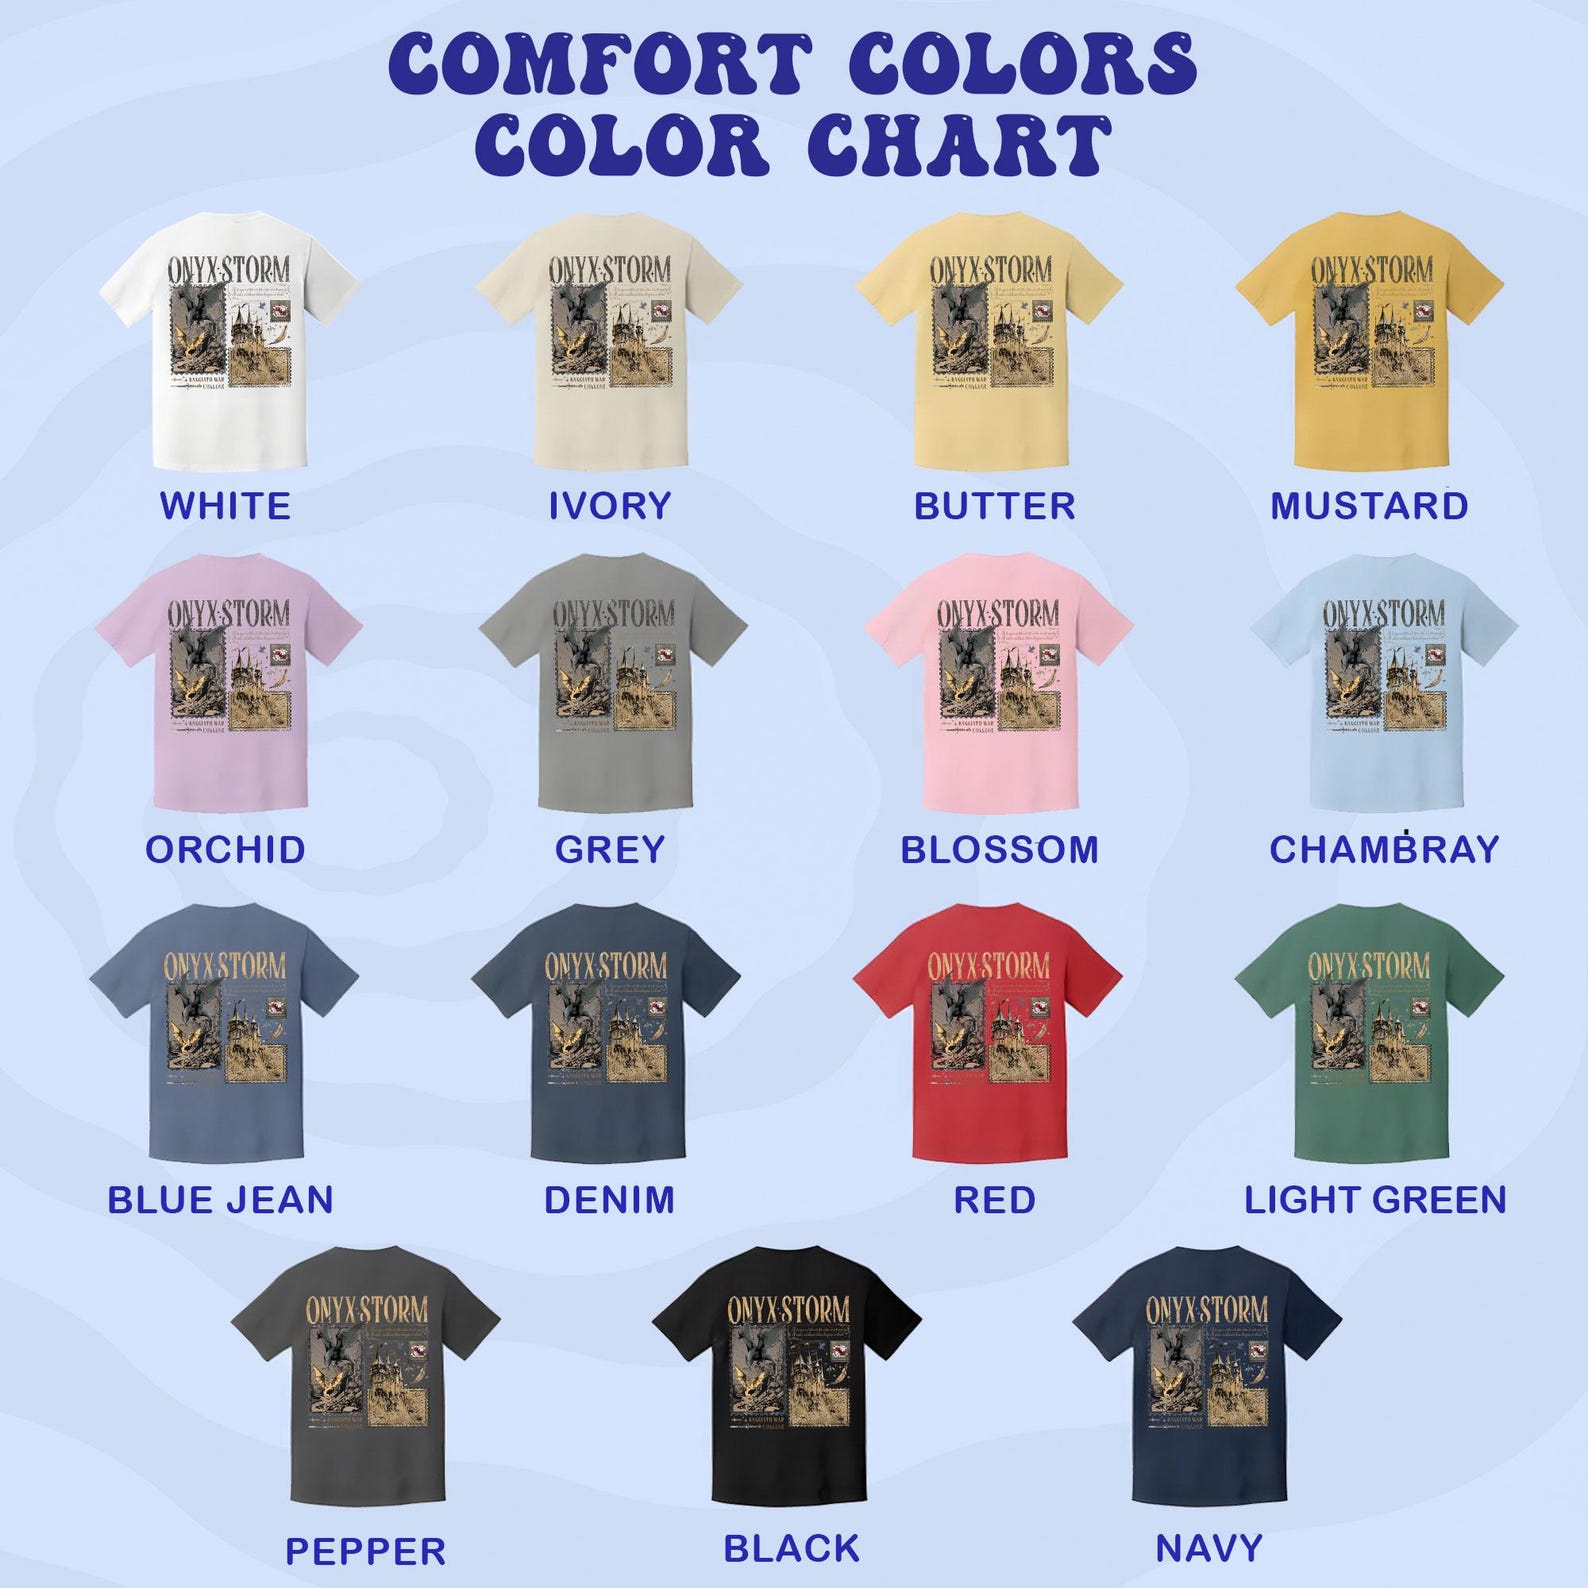 COMFORT COLORS
COLOR CHART
ONYX·STORM
BASGIATH WAR
COLLEGE
ONYX·STORM
BASGIATH WAR
COLLEGE
ONYX·STORM
BASGIATH WAR
COLLEGE
ONYX·STORM
BASGIATH WAR
COLLEGE
WHITE
IVORY
BUTTER
MUSTARD
ONYX·STORM
BASGIATH WAR
COLLEGE
ONYX·STORM
BASGIATH WAR
COLLEGE
ONYX·STORM
BASGIATH WAR
COLLEGE
ONYX·STORM
BASGIATH WAR
COLLEGE
ORCHID
GREY
BLOSSOM
CHAMBRAY
ONYX·STORM
ONYX·STORM
BASGIATH WAR
COLLEGE
ONYX·STORM
ONYX·STORM
BLUE JEAN
DENIM
RED
LIGHT GREEN
ONYX·STORM
BASGIATH WAR
COLLEGE
ONYX·STORM
BASGIATH WAR
COLLEGE
ONYX·STORM
BASGIATH WAR
COLLEGE
PEPPER
BLACK
NAVY